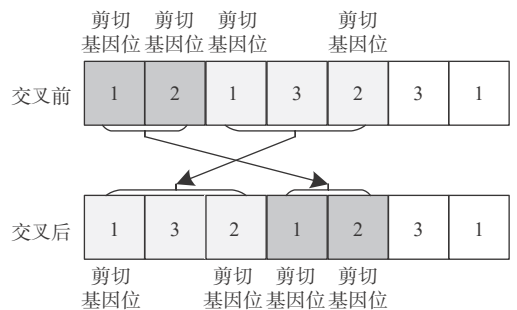 剪切 剪切 剪切 剪切
基因位 基因位 基因位 基因位
交叉前 1 2 1 3 2 3 1
交叉后 1 3 2 1 2 3 1
剪切 剪切 剪切 剪切
基因位 基因位 基因位 基因位